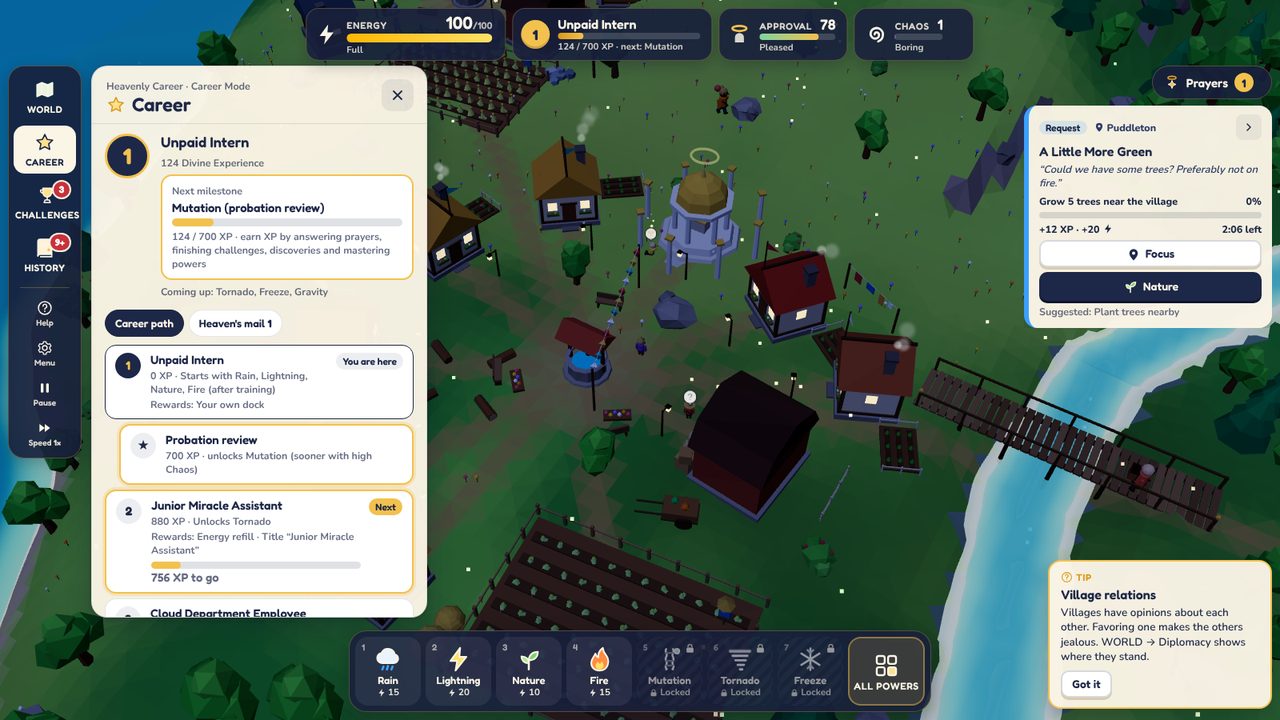 ENERGY 100/100
Full
1
Unpaid Intern
124 / 700 XP · next: Mutation
APPROVAL 78
Pleased
CHAOS 1
Boring
WORLD
CAREER
3
CHALLENGES
9+
HISTORY
Help
Menu
Pause
Speed 1x
Heavenly Career · Career Mode
Career
1
Unpaid Intern
124 Divine Experience
Next milestone
Mutation (probation review)
124 / 700 XP · earn XP by answering prayers,
finishing challenges, discoveries and mastering
powers
Coming up: Tornado, Freeze, Gravity
Career path
Heaven's mail 1
1
Unpaid Intern
You are here
0 XP · Starts with Rain, Lightning,
Nature, Fire (after training)
Rewards: Your own dock
Probation review
700 XP · unlocks Mutation (sooner with high
Chaos)
2
Junior Miracle Assistant
Next
880 XP · Unlocks Tornado
Rewards: Energy refill · Title “Junior Miracle
Assistant”
756 XP to go
Cloud Department Employee
Prayers 1
Request
Puddleton
A Little More Green
“Could we have some trees? Preferably not on
fire.”
Grow 5 trees near the village 0%
+12 XP · +20
2:06 left
Focus
Nature
Suggested: Plant trees nearby
TIP
Village relations
Villages have opinions about each
other. Favoring one makes the others
jealous. WORLD → Diplomacy shows
where they stand.
Got it
1
Rain
15
2
Lightning
20
3
Nature
10
4
Fire
15
5
Mutation
Locked
6
Tornado
Locked
7
Freeze
Locked
ALL POWERS